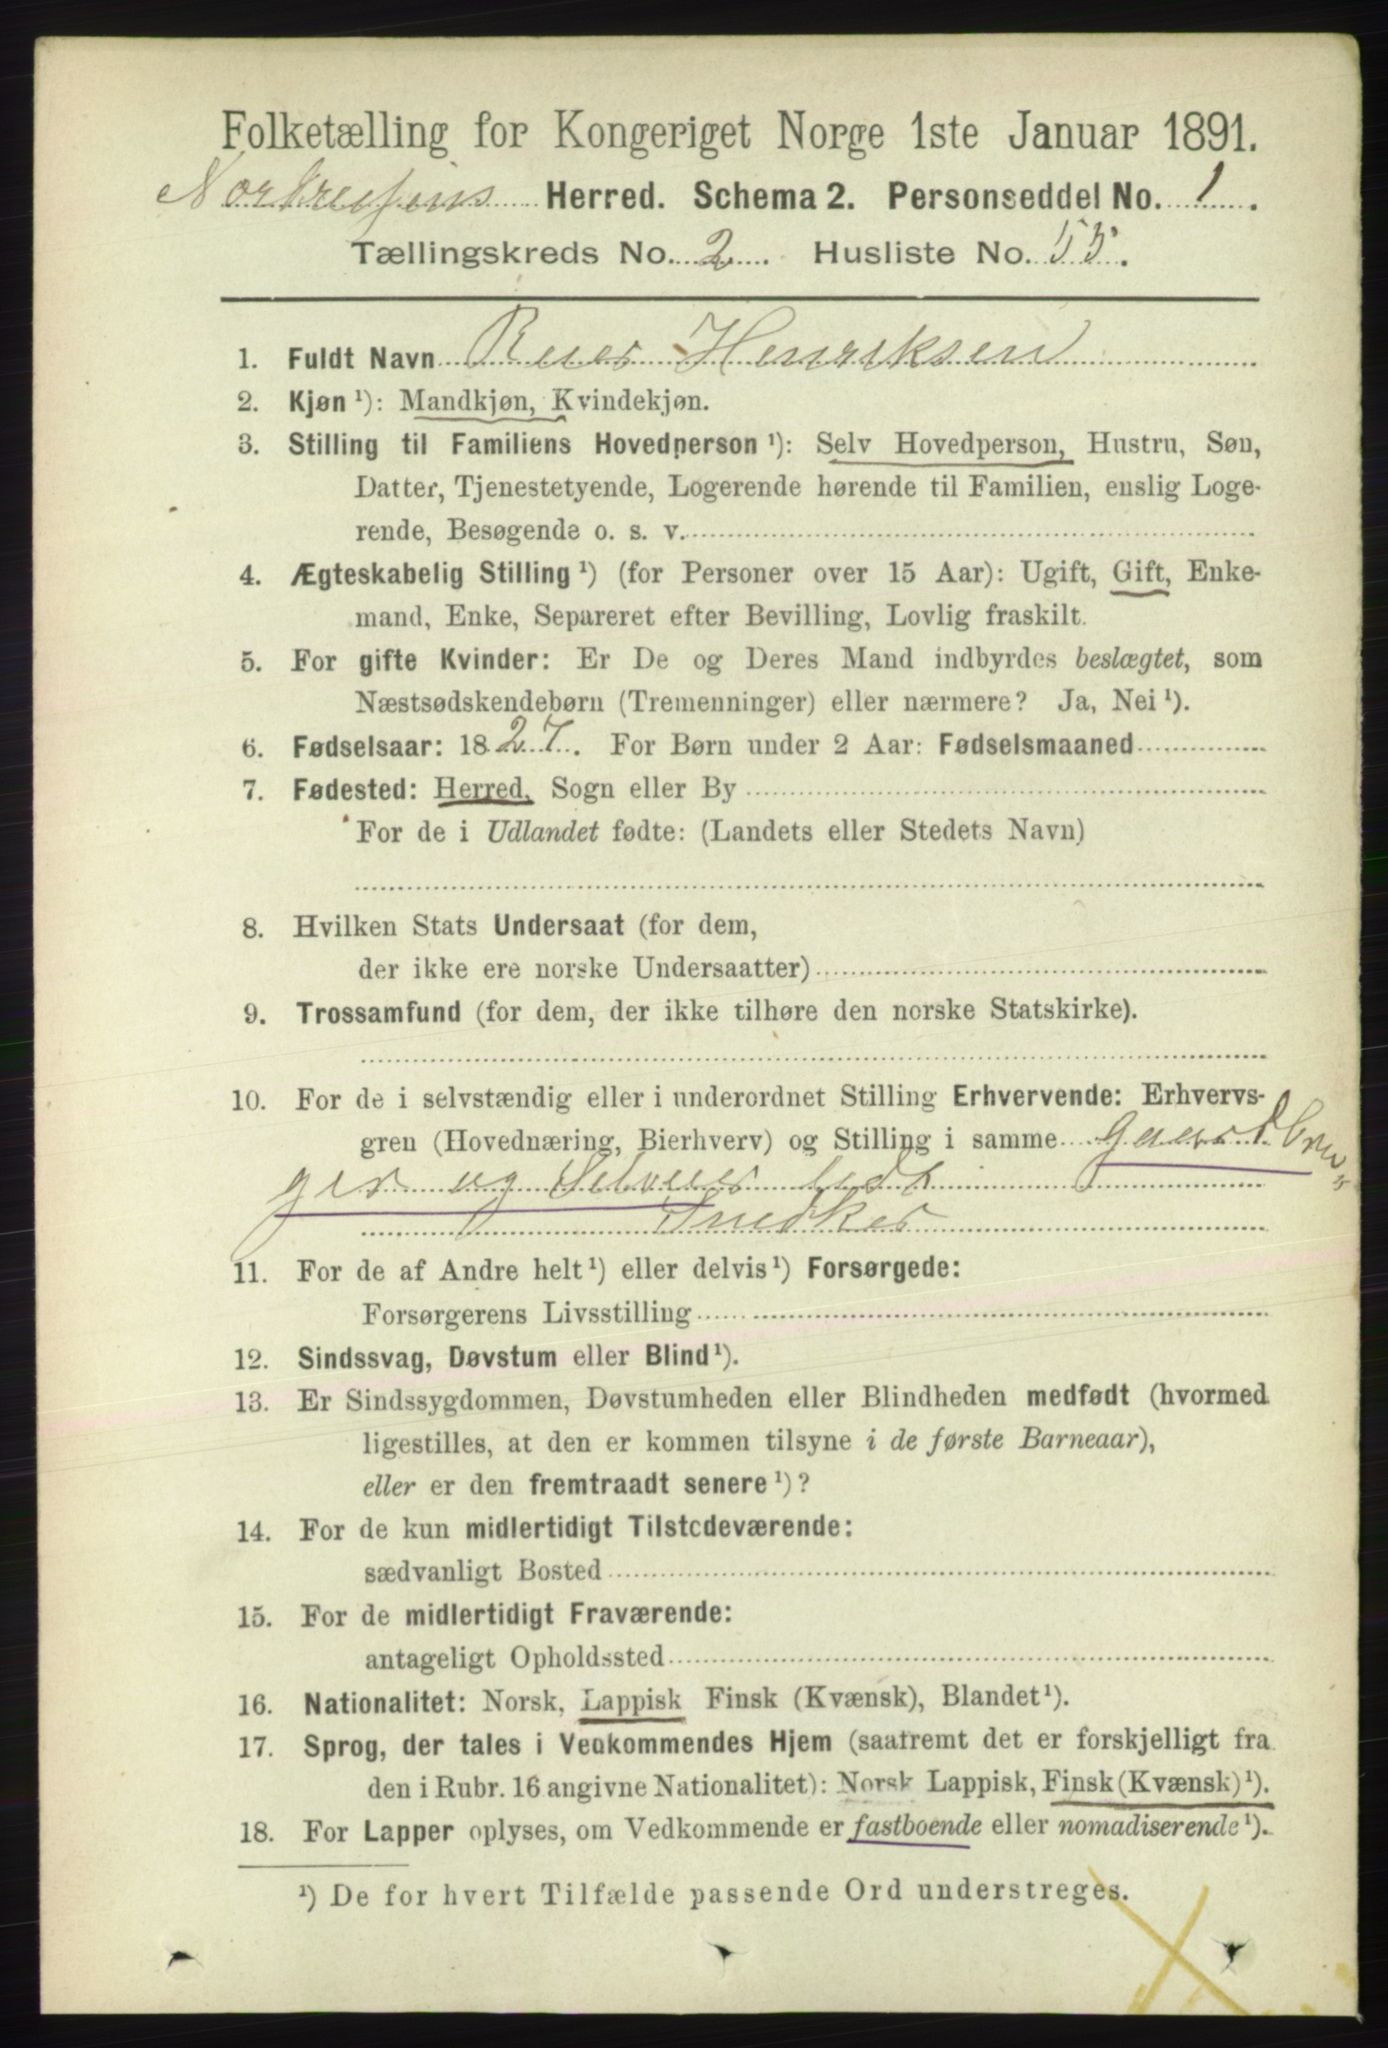 Folketælling for Kongeriget Norge 1ste Januar 1891.
Herred. Schema 2. Personseddel No. 1.
Tællingskreds No. 2. Husliste No. 53.
1. Fuldt Navn Henriksen
2. Kjøn ¹): Mandkjøn, Kvindekjøn.
3. Stilling til Familiens Hovedperson ¹): Selv Hovedperson, Hustru, Søn,
Datter, Tjenestetyende, Logerende hørende til Familien, enslig Loge-
rende, Besøgende o. s. v.
4. Ægteskabelig Stilling ¹) (for Personer over 15 Aar): Ugift, Gift, Enke-
mand, Enke, Separeret efter Bevilling, Lovlig fraskilt.
5. For gifte Kvinder: Er De og Deres Mand indbyrdes beslægtet, som
Næstsødskendebørn (Tremenninger) eller nærmere? Ja, Nei ¹).
6. Fødselsaar: 1827. For Børn under 2 Aar: Fødselsmaaned
7. Fødested: Herred, Sogn eller By
For de i Udlandet fødte: (Landets eller Stedets Navn)
8. Hvilken Stats Undersaat (for dem,
der ikke ere norske Undersaatter)
9. Trossamfund (for dem, der ikke tilhøre den norske Statskirke).
10. For de i selvstændig eller i underordnet Stilling Erhvervende: Erhvervs-
gren (Hovednæring, Bierhverv) og Stilling i samme gaardbru-
ger og Selveier
Snedker
11. For de af Andre helt ¹) eller delvis ¹) Forsørgede:
Forsørgerens Livsstilling
12. Sindssvag, Døvstum eller Blind ¹).
13. Er Sindssygdommen, Døvstumheden eller Blindheden medfødt (hvormed
ligestilles, at den er kommen tilsyne i de første Barneaar),
eller er den fremtraadt senere ¹)?
14. For de kun midlertidigt Tilstedeværende:
sædvanligt Bosted
15. For de midlertidigt Fraværende:
antageligt Opholdssted
16. Nationalitet: Norsk, Lappisk Finsk (Kvænsk), Blandet ¹).
17. Sprog, der tales i Vedkommendes Hjem (saafremt det er forskjelligt fra
den i Rubr. 16 angivne Nationalitet): Norsk Lappisk, Finsk (Kvænsk) ¹).
18. For Lapper oplyses, om Vedkommende er fastboende eller nomadiserende ¹).
¹) De for hvert Tilfælde passende Ord understreges.